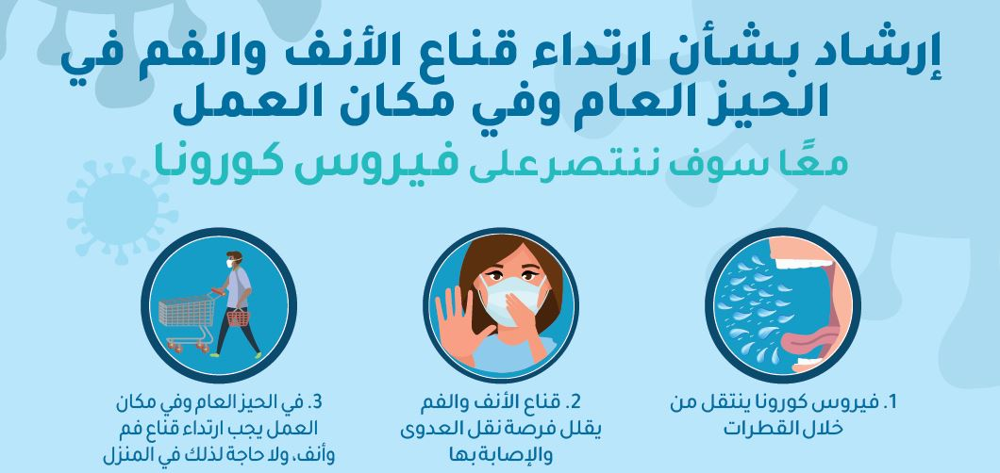 إرشاد بشأن ارتداء قناع الأنف والفم في
الحيز العام وفي مكان العمل
معًا سوف ننتصرعلى فيروس كورونا
1. فيروس كورونا ينتقل من
خلال القطرات
2. قناع الأنف والفم
يقلل فرصة نقل العدوى
والإصابة بها
3. في الحيز العام وفي مكان
العمل يجب ارتداء قناع فم
وأنف، ولا حاجة لذلك في المنزل